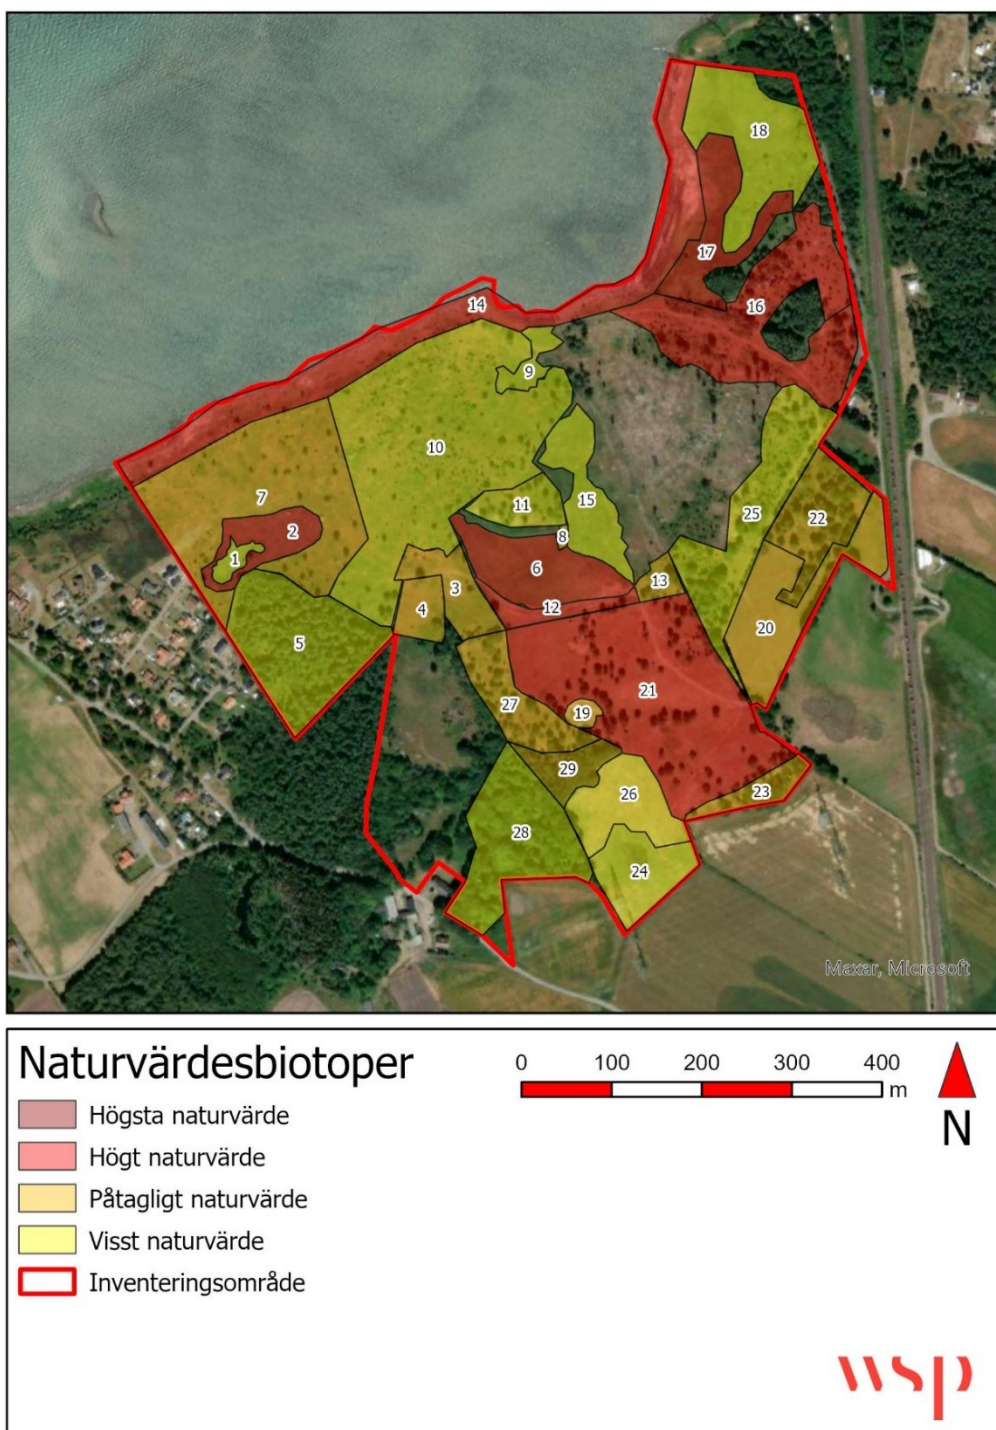 18
17
16
14
9
10
7
2
1
11
15
8
25
22
6
13
3
12
4
20
5
21
27
19
29
26
23
28
24
Maxar, Microsoft
Naturvärdesbiotoper
0 100 200 300 400
m
N
Högsta naturvärde
Högt naturvärde
Påtagligt naturvärde
Visst naturvärde
Inventeringsområde
wsp